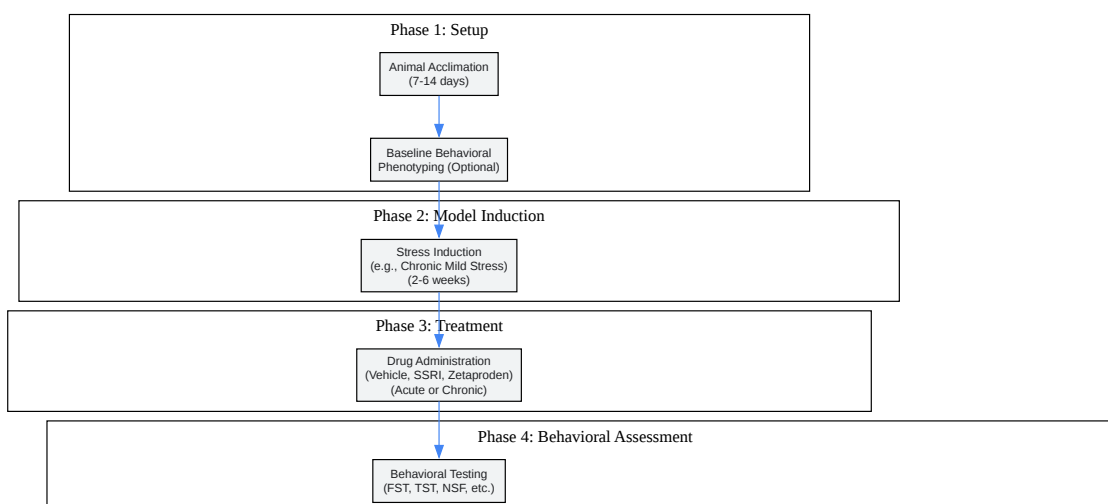 Phase 1: Setup
Animal Acclimation
(7-14 days)
Baseline Behavioral
Phenotyping (Optional)
Phase 2: Model Induction
Stress Induction
(e.g., Chronic Mild Stress)
(2-6 weeks)
Phase 3: Treatment
Drug Administration
(Vehicle, SSRI, Zetaproden)
(Acute or Chronic)
Phase 4: Behavioral Assessment
Behavioral Testing
(FST, TST, NSF, etc.)